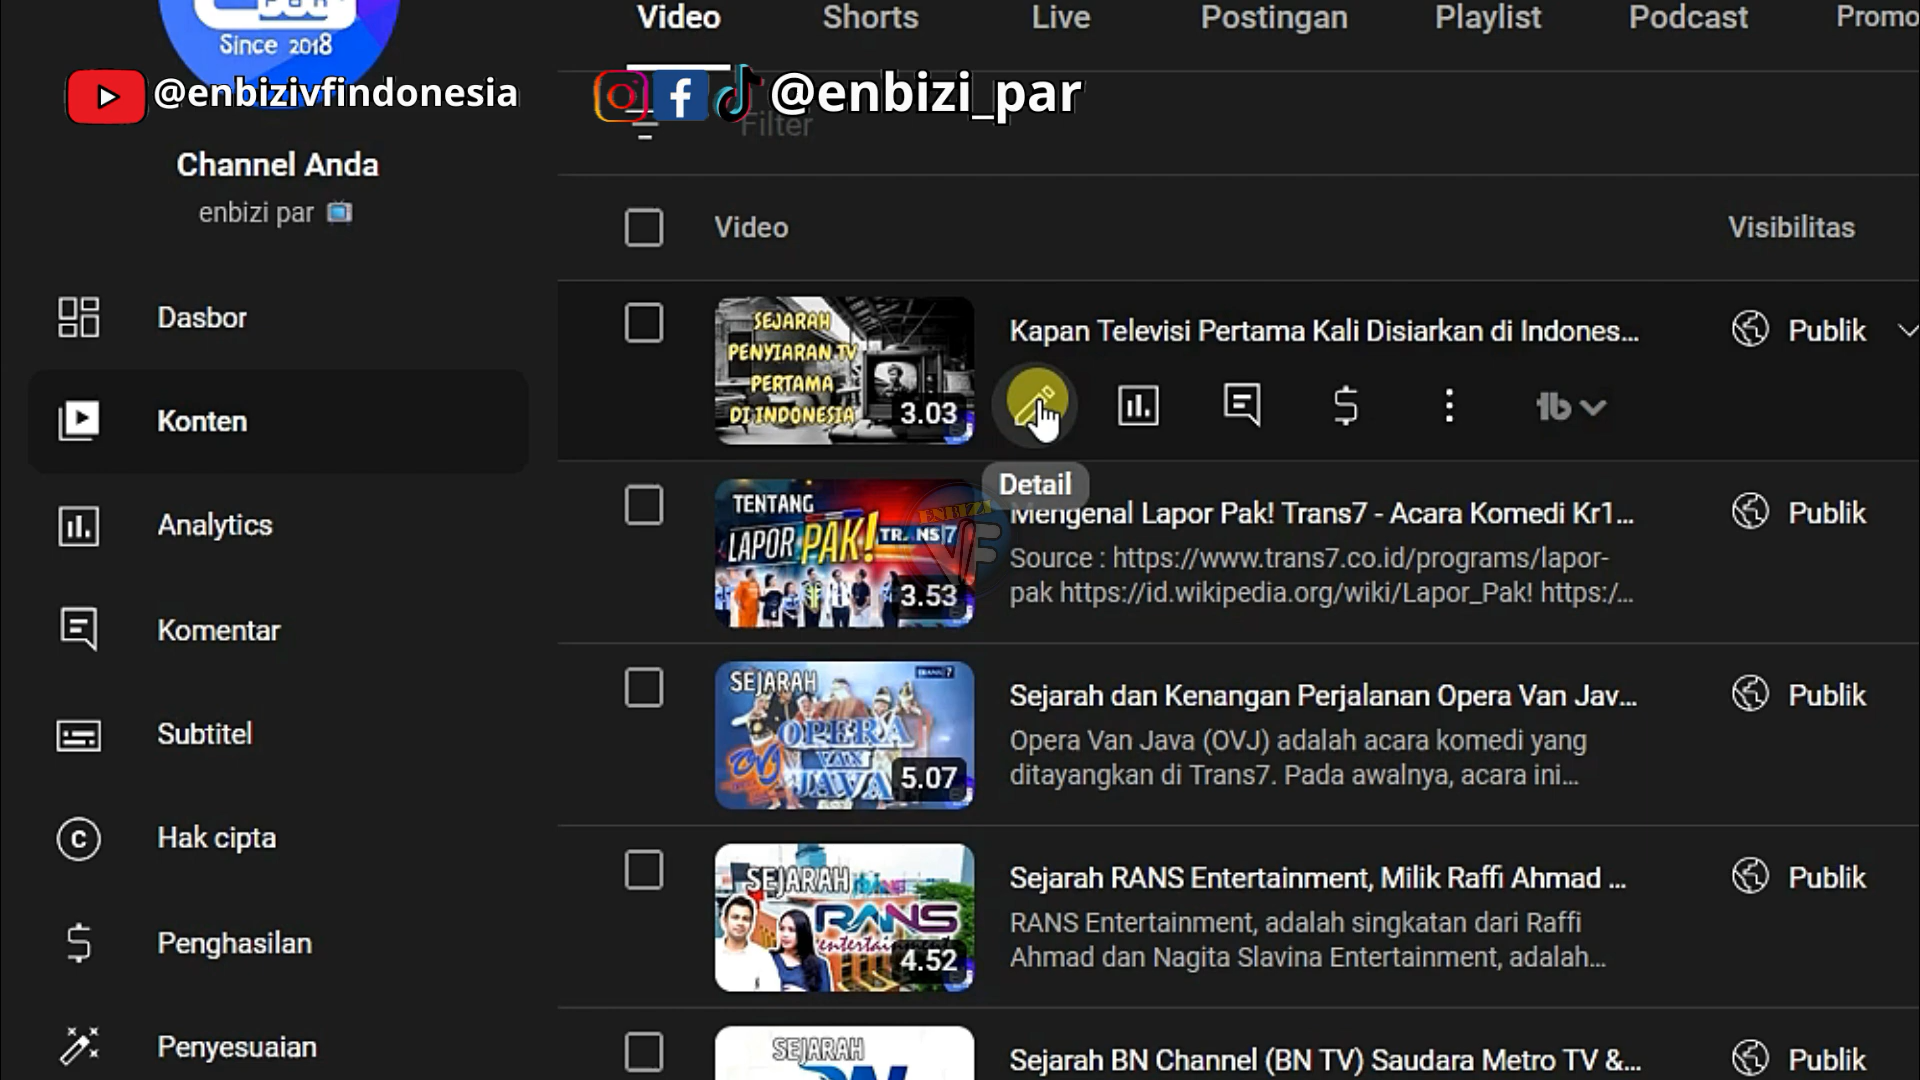 Since 2018
@enbizivfindonesia
@enbizi_par
Channel Anda
enbizi par
Dasbor
Konten
Analytics
Komentar
Subtitel
Hak cipta
Penghasilan
Penyesuaian
Video
Shorts
Live
Postingan
Playlist
Podcast
Promo
Filter
Video
Visibilitas
SEJARAH
PENYIARAN TV
PERTAMA
DI INDONESIA
3.03
Kapan Televisi Pertama Kali Disiarkan di Indones...
Publik
Detail
TENTANG
LAPOR PAK!
TRANS7
3.53
ENBIZI
VF
Mengenal Lapor Pak! Trans7 - Acara Komedi Kr1...
Source : https://www.trans7.co.id/programs/lapor-
pak https://id.wikipedia.org/wiki/Lapor_Pak! https:/...
Publik
SEJARAH
TRANS7
OPERA
VAN
JAVA
5.07
Sejarah dan Kenangan Perjalanan Opera Van Jav...
Opera Van Java (OVJ) adalah acara komedi yang
ditayangkan di Trans7. Pada awalnya, acara ini...
Publik
SEJARAH
RANS
entertainment
4.52
Sejarah RANS Entertainment, Milik Raffi Ahmad ...
RANS Entertainment, adalah singkatan dari Raffi
Ahmad dan Nagita Slavina Entertainment, adalah...
Publik
SEJARAH
Sejarah BN Channel (BN TV) Saudara Metro TV &...
Publik